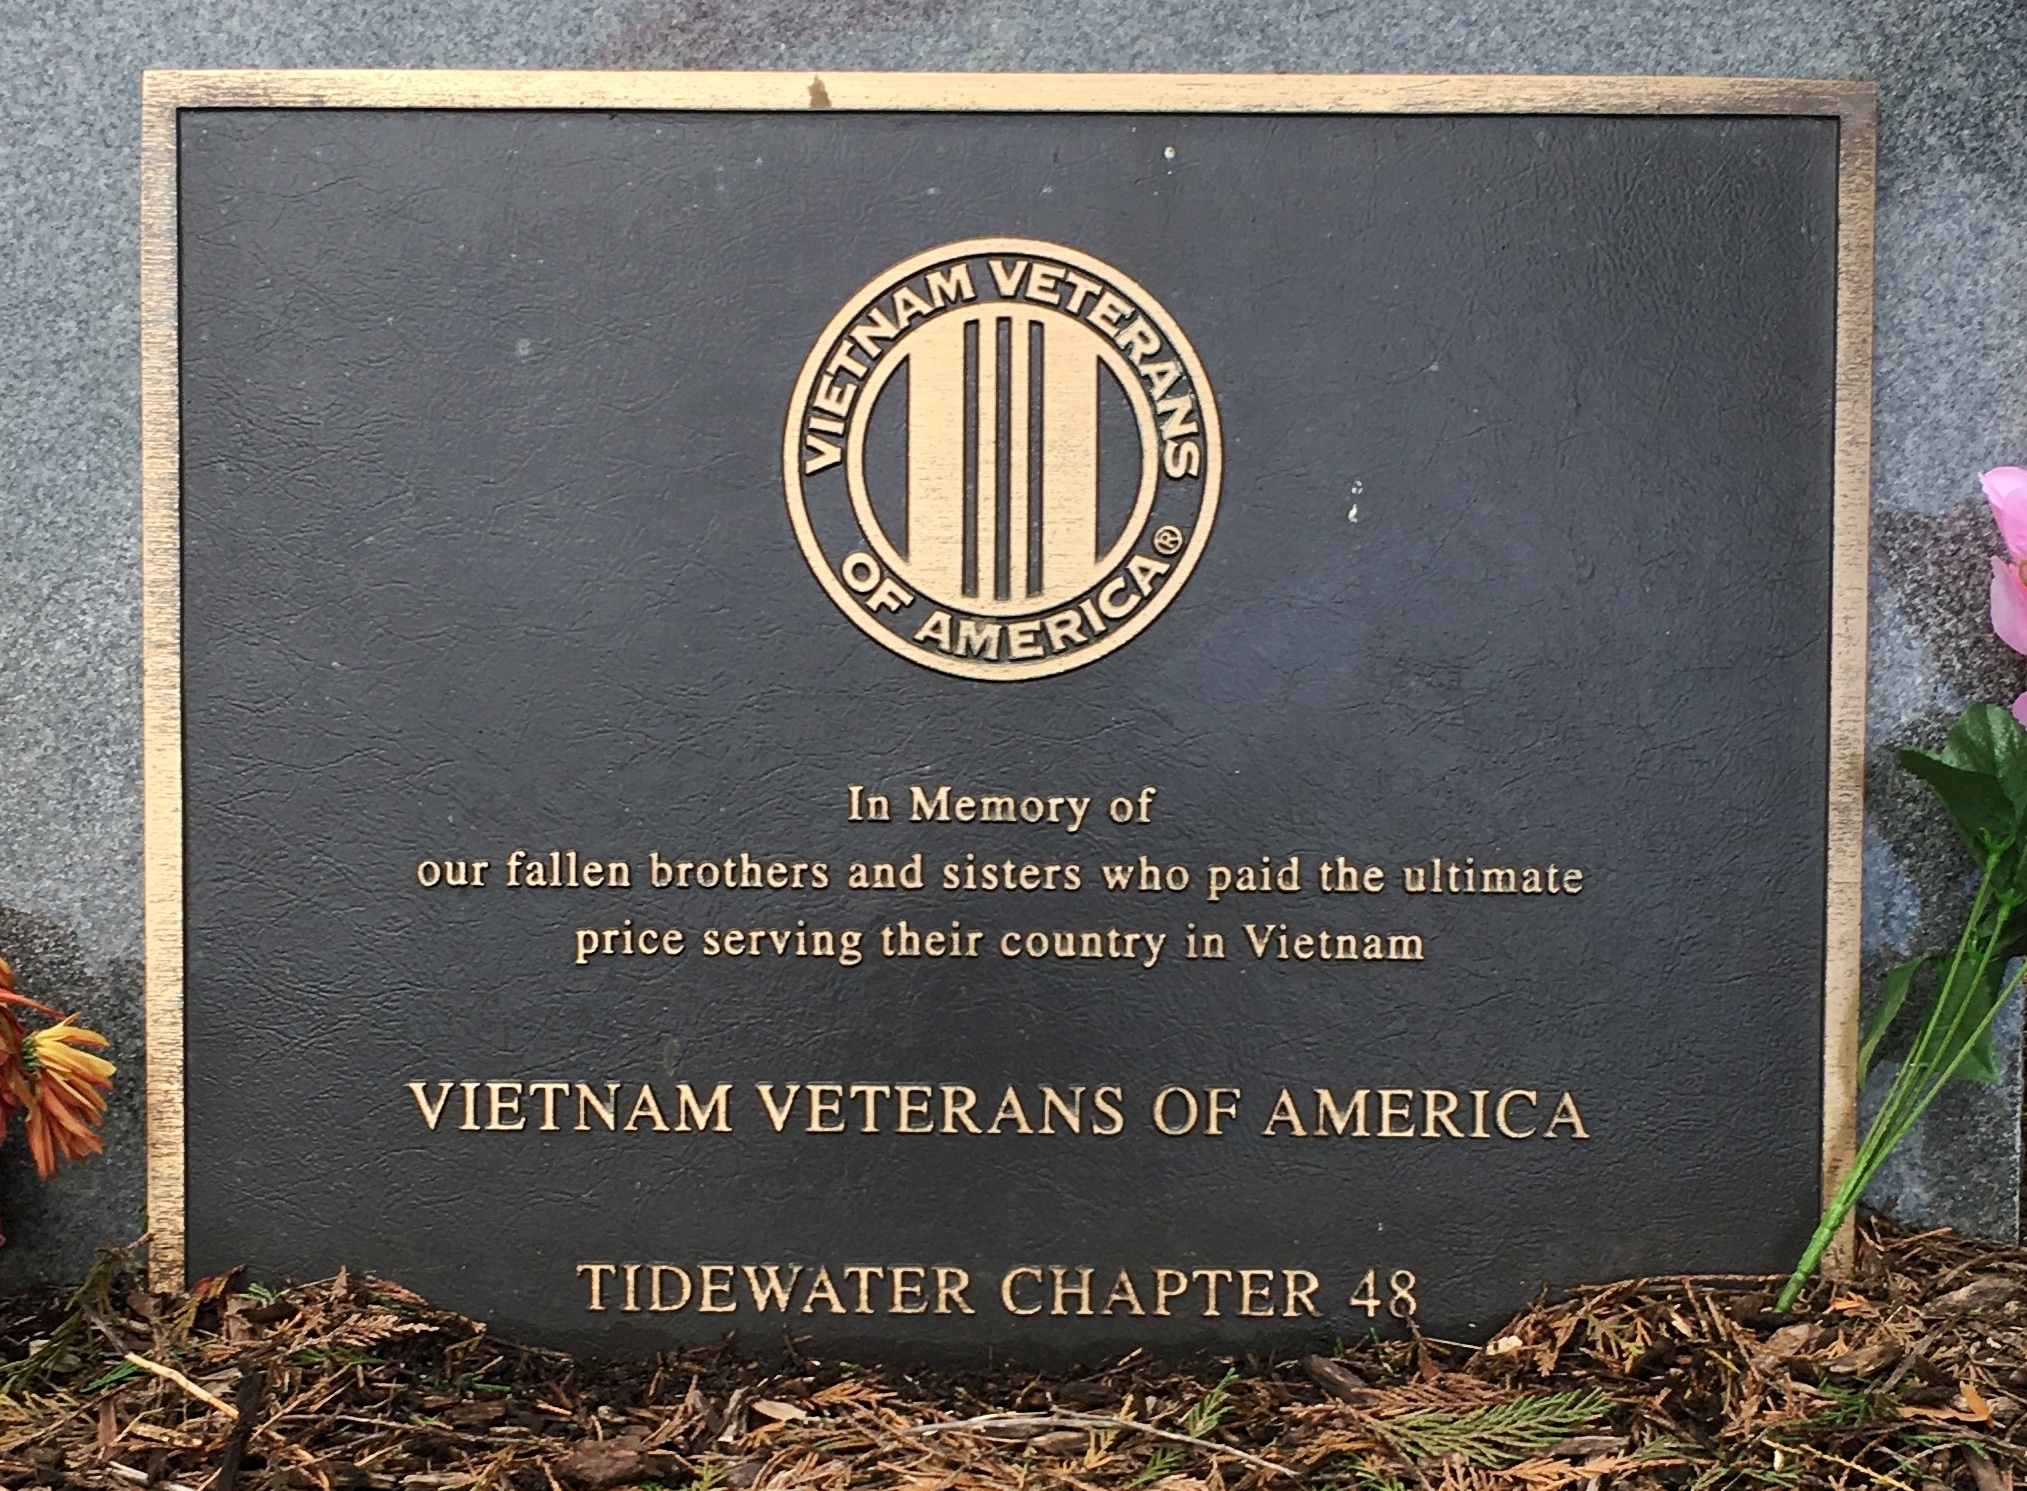 VIETNAM VETERANS
OF AMERICA®
In Memory of
our fallen brothers and sisters who paid the ultimate
price serving their country in Vietnam
VIETNAM VETERANS OF AMERICA
TIDEWATER CHAPTER 48